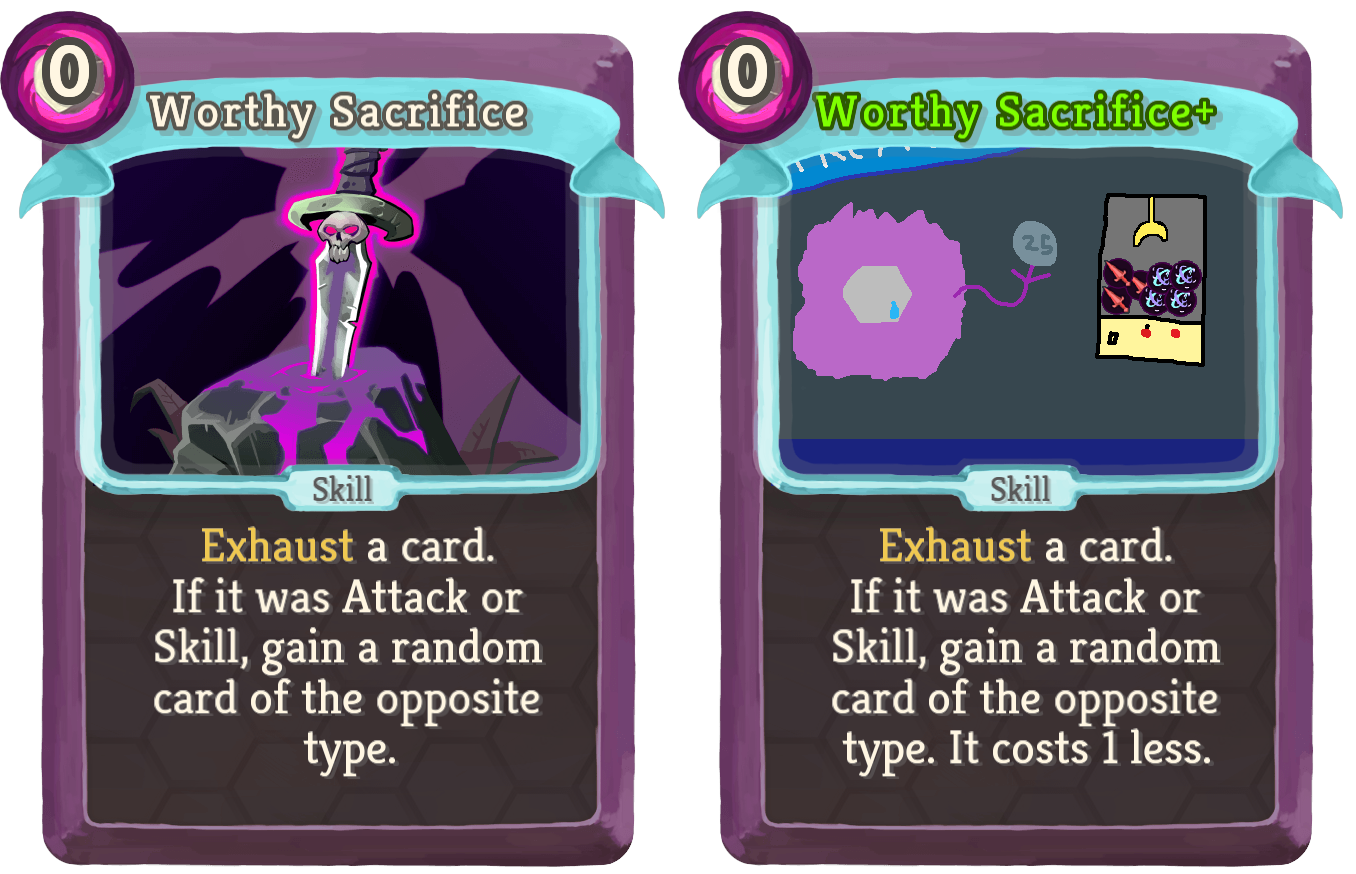 0
Worthy Sacrifice
Skill
Exhaust a card.
If it was Attack or
Skill, gain a random
card of the opposite
type.
0
Worthy Sacrifice+
25
Skill
Exhaust a card.
If it was Attack or
Skill, gain a random
card of the opposite
type. It costs 1 less.